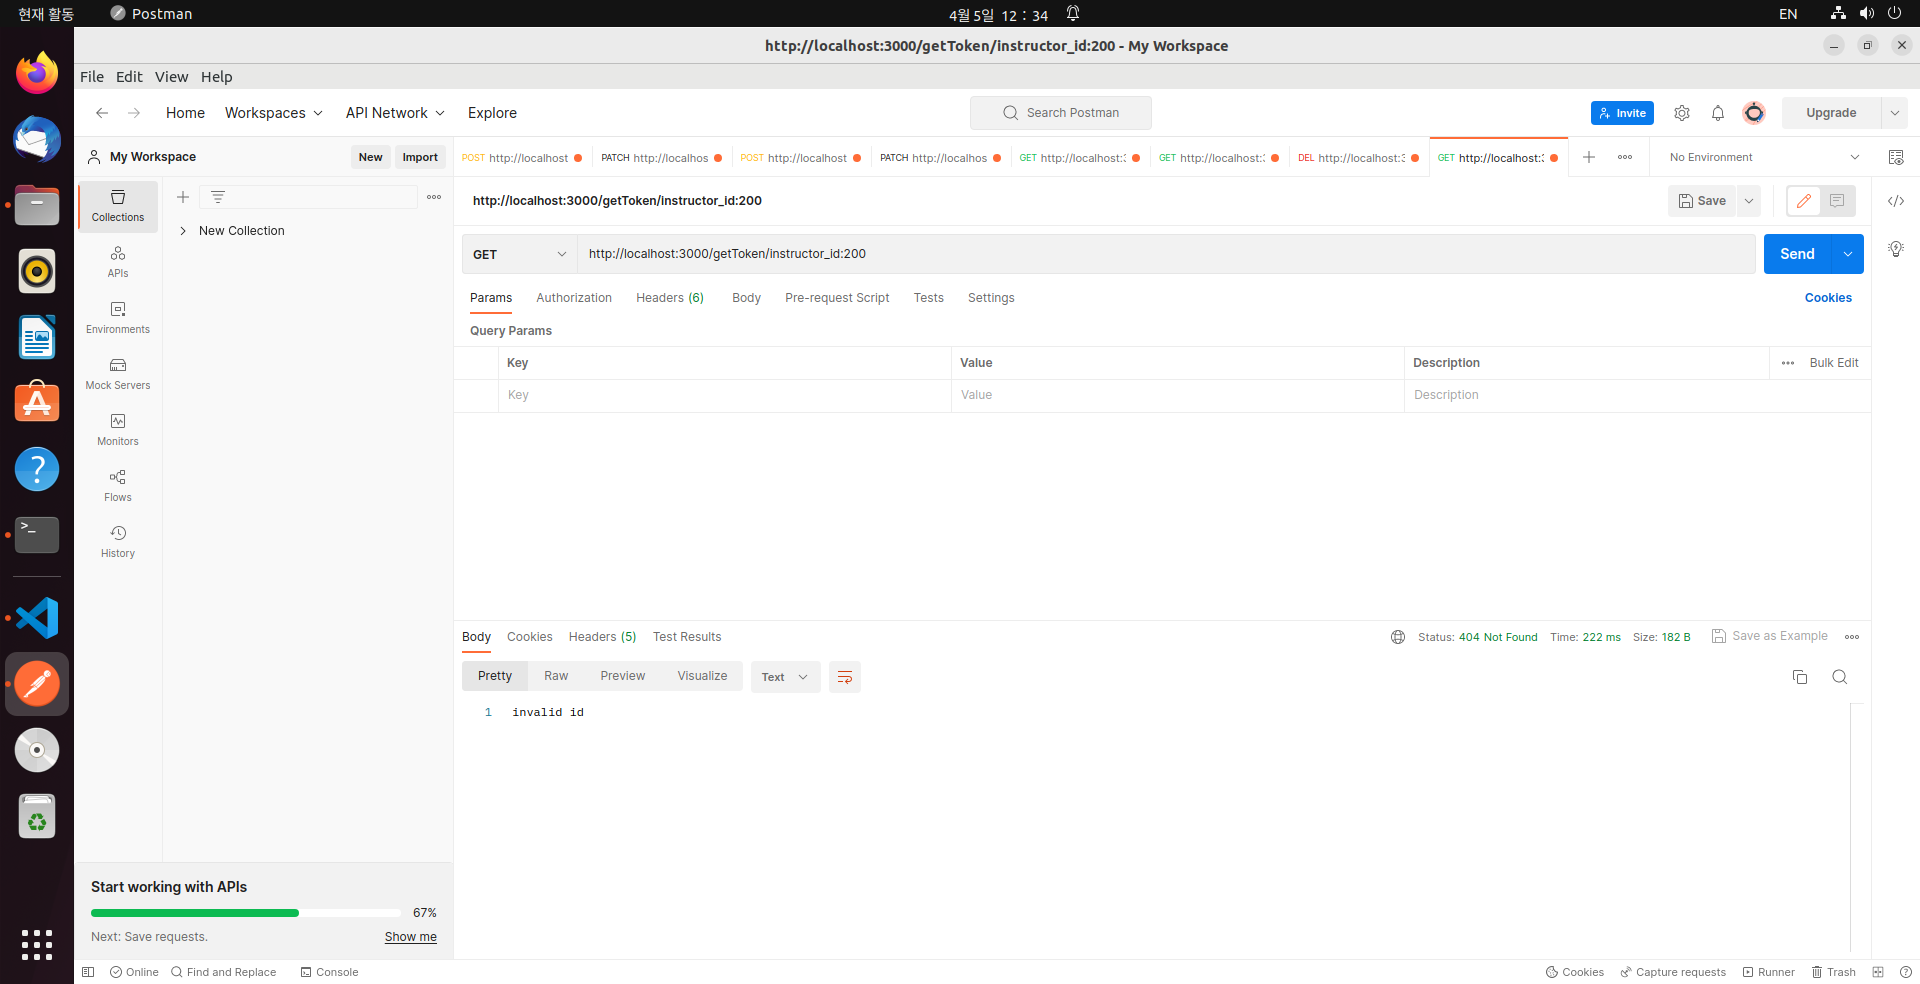 현재 활동
Postman
4월 5일 12 : 34
EN
http://localhost:3000/getToken/instructor_id:200 - My Workspace
File Edit View Help
Home Workspaces API Network Explore
Search Postman
Invite
Upgrade
My Workspace
New Import
POST http://localhost
PATCH http://localhos
POST http://localhost
PATCH http://localhos
GET http://localhost:3
GET http://localhost:3
DEL http://localhost:3
GET http://localhost:3
No Environment
Collections
APIs
Environments
Mock Servers
Monitors
Flows
History
New Collection
http://localhost:3000/getToken/instructor_id:200
Save
</>
GET http://localhost:3000/getToken/instructor_id:200
Send
Params Authorization Headers (6) Body Pre-request Script Tests Settings
Cookies
Query Params
Key Value Description
Bulk Edit
Key Value Description
Body Cookies Headers (5) Test Results
Status: 404 Not Found Time: 222 ms Size: 182 B
Save as Example
Pretty Raw Preview Visualize Text
1 invalid id
Start working with APIs
67%
Next: Save requests.
Show me
Online Find and Replace Console
Cookies Capture requests Runner Trash